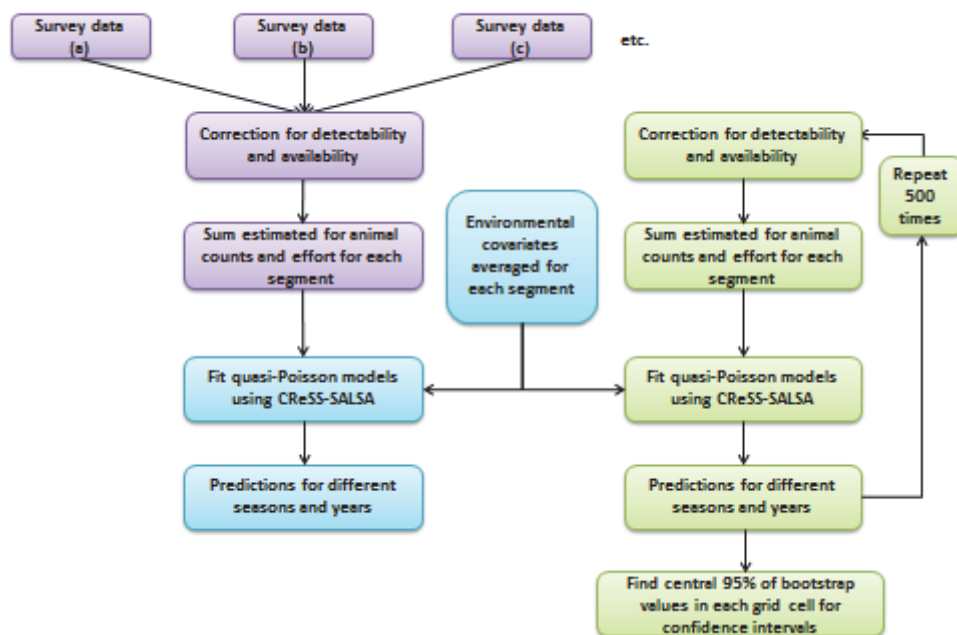 Survey data
(a)
Survey data
(b)
Survey data
(c)
etc.
Correction for detectability
and availability
Sum estimated for animal
counts and effort for each
segment
Fit quasi-Poisson models
using CReSS-SALSA
Predictions for different
seasons and years
Environmental
covariates
averaged for
each segment
Correction for detectability
and availability
Sum estimated for animal
counts and effort for each
segment
Fit quasi-Poisson models
using CReSS-SALSA
Predictions for different
seasons and years
Repeat
500
times
Find central 95% of bootstrap
values in each grid cell for
confidence intervals